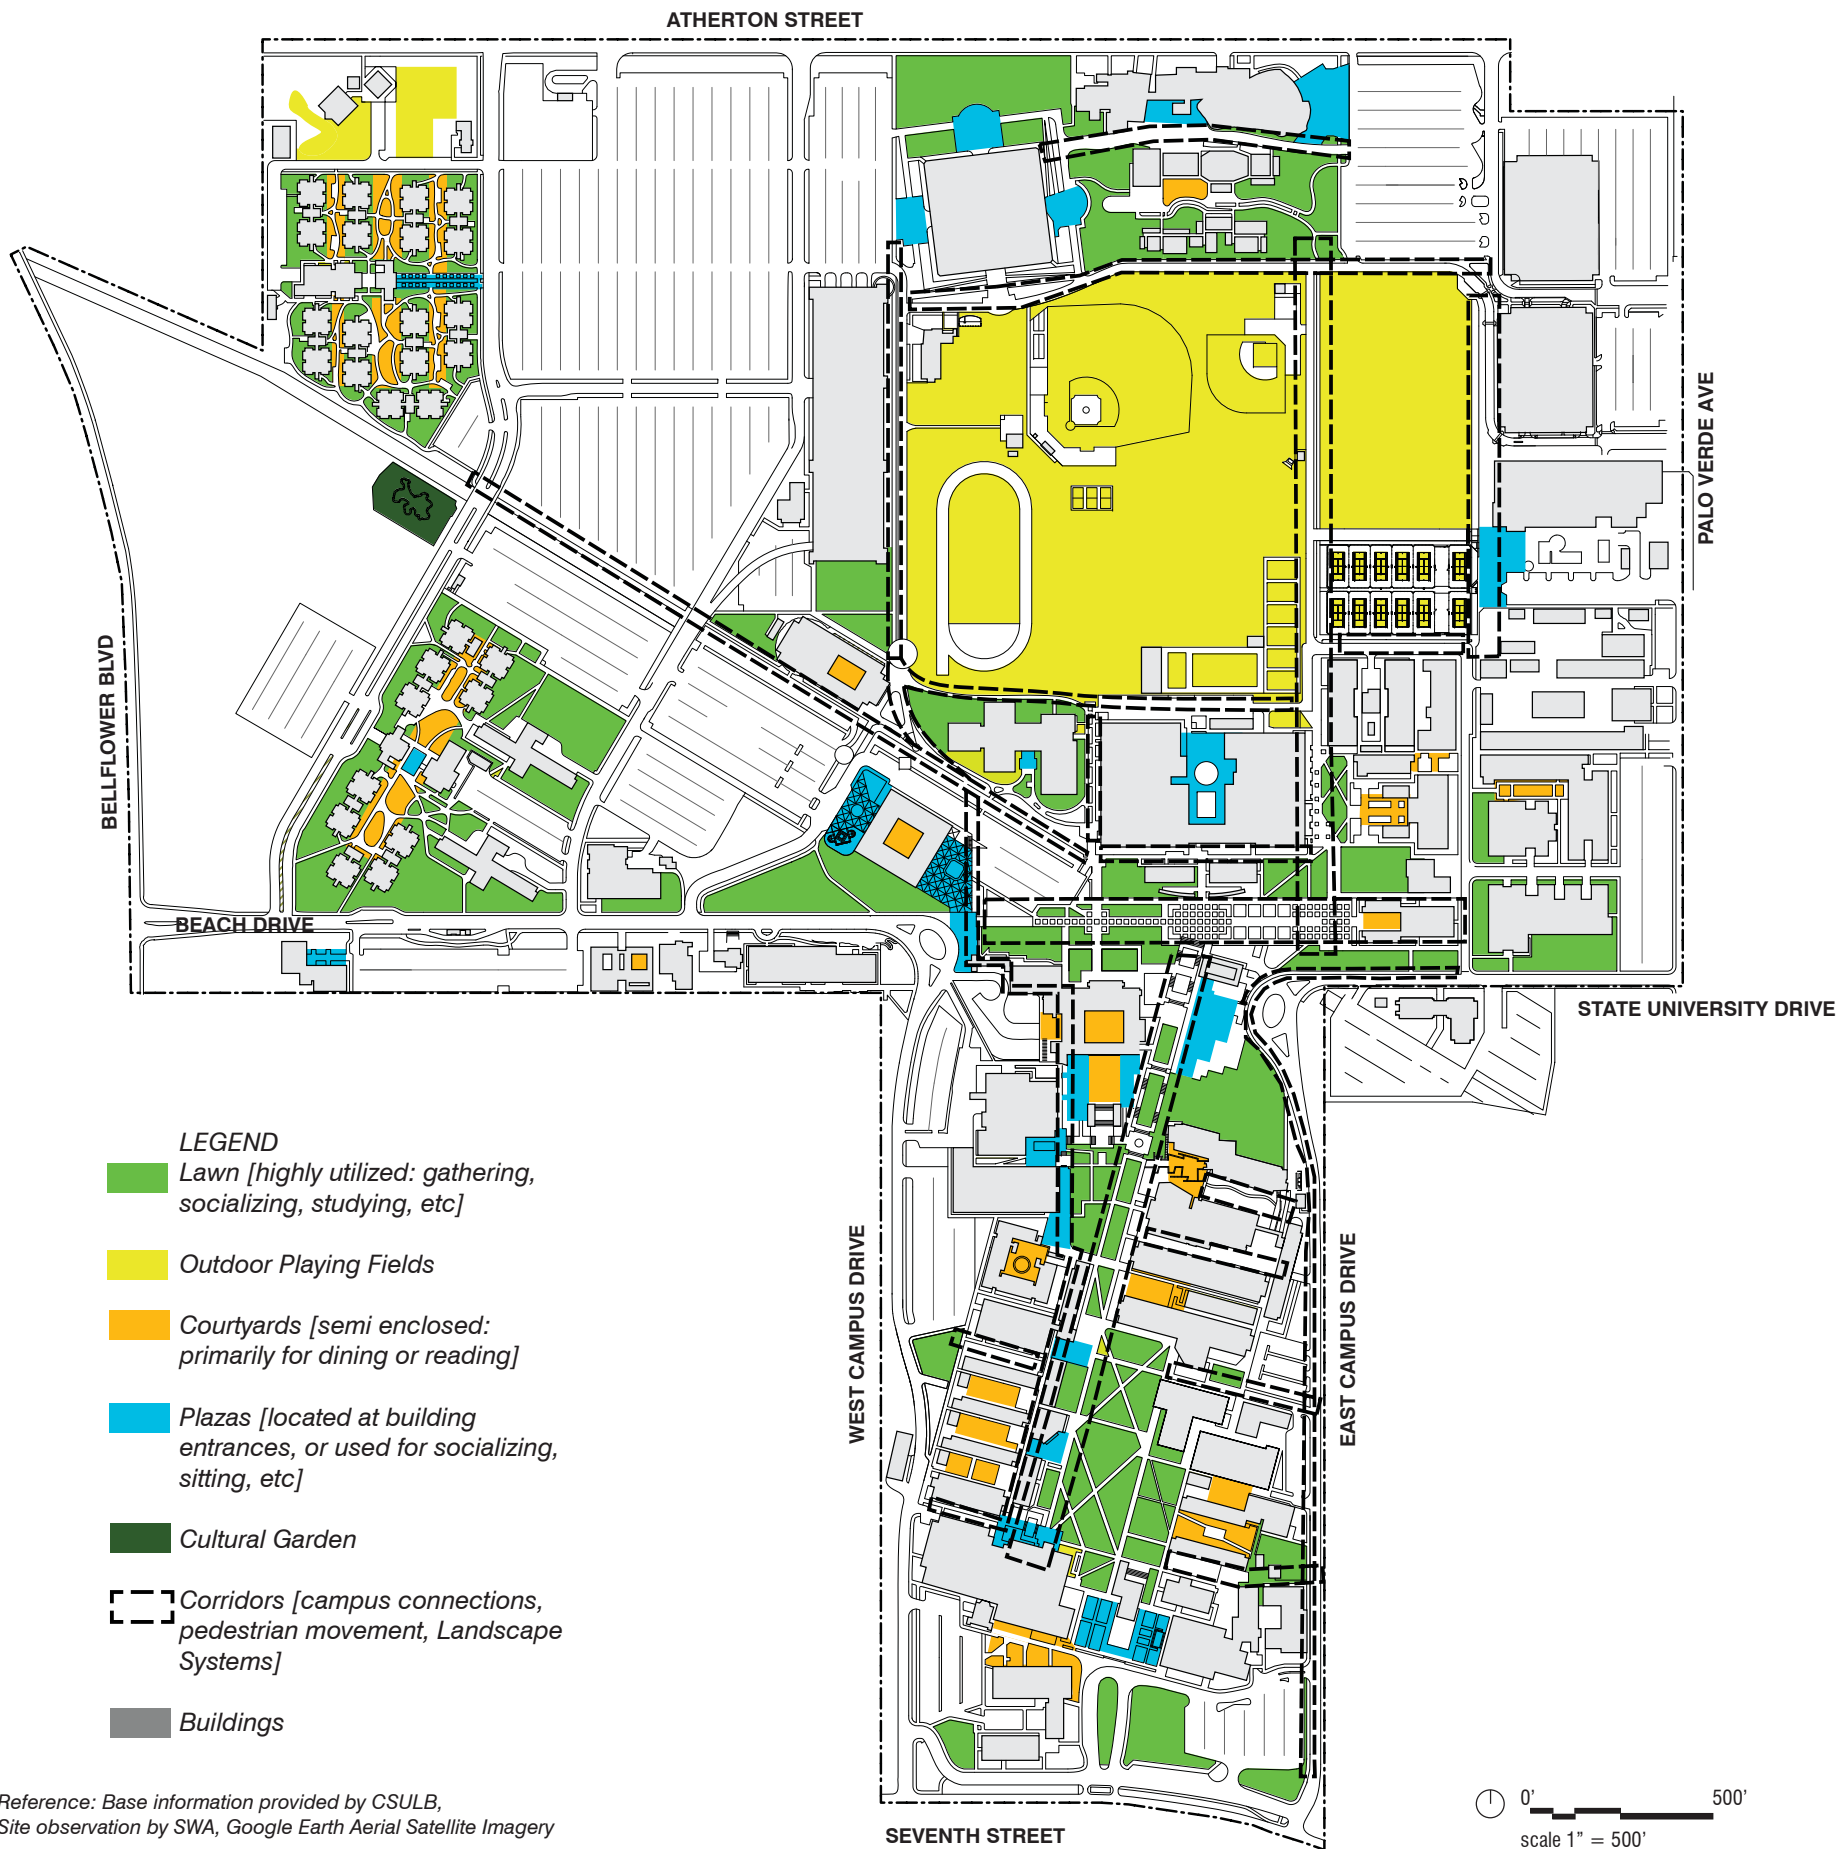 ATHERTON STREET
PALO VERDE AVE
BELLFLOWER BLVD
BEACH DRIVE
STATE UNIVERSITY DRIVE
WEST CAMPUS DRIVE
EAST CAMPUS DRIVE
LEGEND
Lawn [highly utilized: gathering,
socializing, studying, etc]
Outdoor Playing Fields
Courtyards [semi enclosed:
primarily for dining or reading]
Plazas [located at building
entrances, or used for socializing,
sitting, etc]
Cultural Garden
Corridors [campus connections,
pedestrian movement, Landscape
Systems]
Buildings
Reference: Base information provided by CSULB,
Site observation by SWA, Google Earth Aerial Satellite Imagery
SEVENTH STREET
0' 500'
scale 1” = 500'